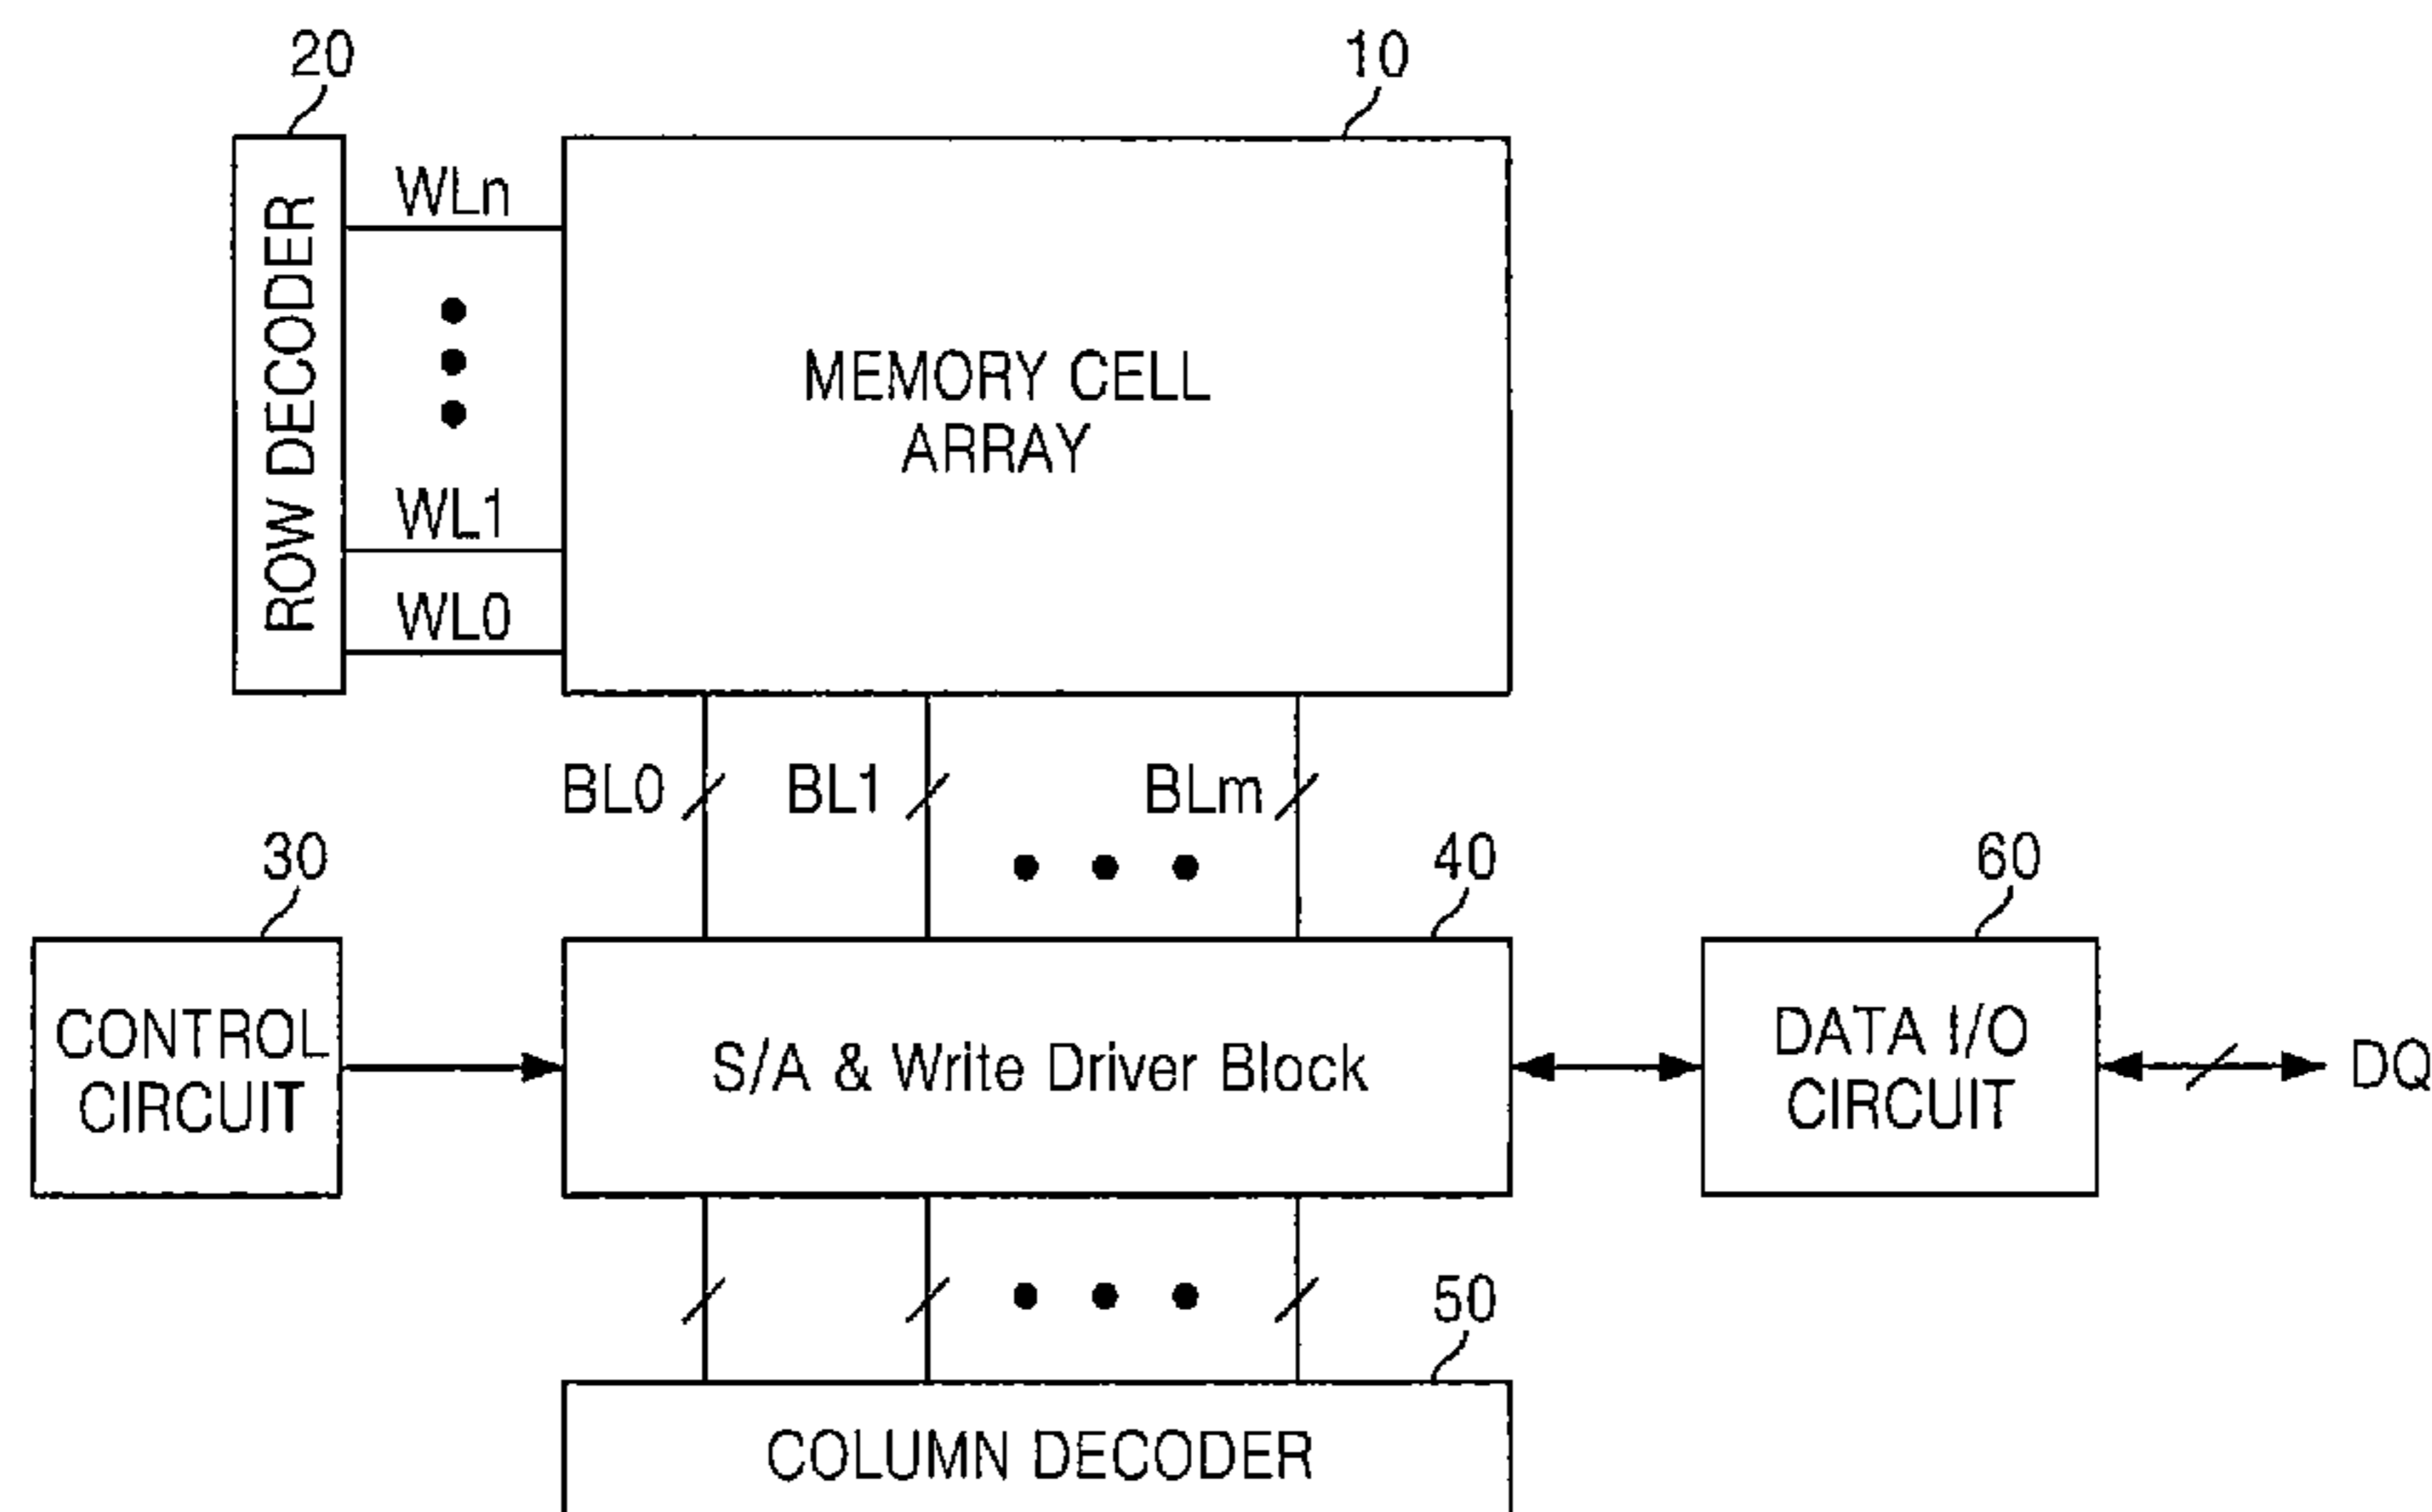 20
10
WLn
ROW DECODER
MEMORY CELL
ARRAY
WL1
WL0
BL0
BL1
BLm
30
40
60
CONTROL
CIRCUIT
S/A & Write Driver Block
DATA I/O
CIRCUIT
DQ
50
COLUMN DECODER